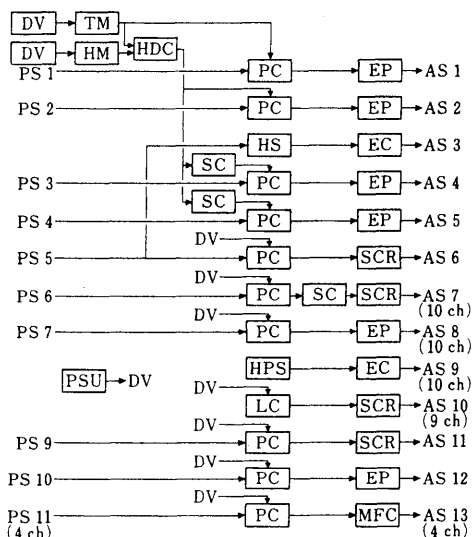 DV TM
DV HM HDC
PS 1 PC EP AS 1
PS 2 PC EP AS 2
HS EC AS 3
SC
PS 3 PC EP AS 4
SC
PS 4 PC EP AS 5
DV
PS 5 PC SCR AS 6
DV
PS 6 PC SC SCR AS 7
(10 ch)
DV
PS 7 PC EP AS 8
(10 ch)
PSU DV HPS EC AS 9
(10 ch)
DV
LC SCR AS 10
(9 ch)
DV
PS 9 PC SCR AS 11
DV
PS 10 PC EP AS 12
DV
PS 11 PC MFC AS 13
(4 ch) (4 ch)